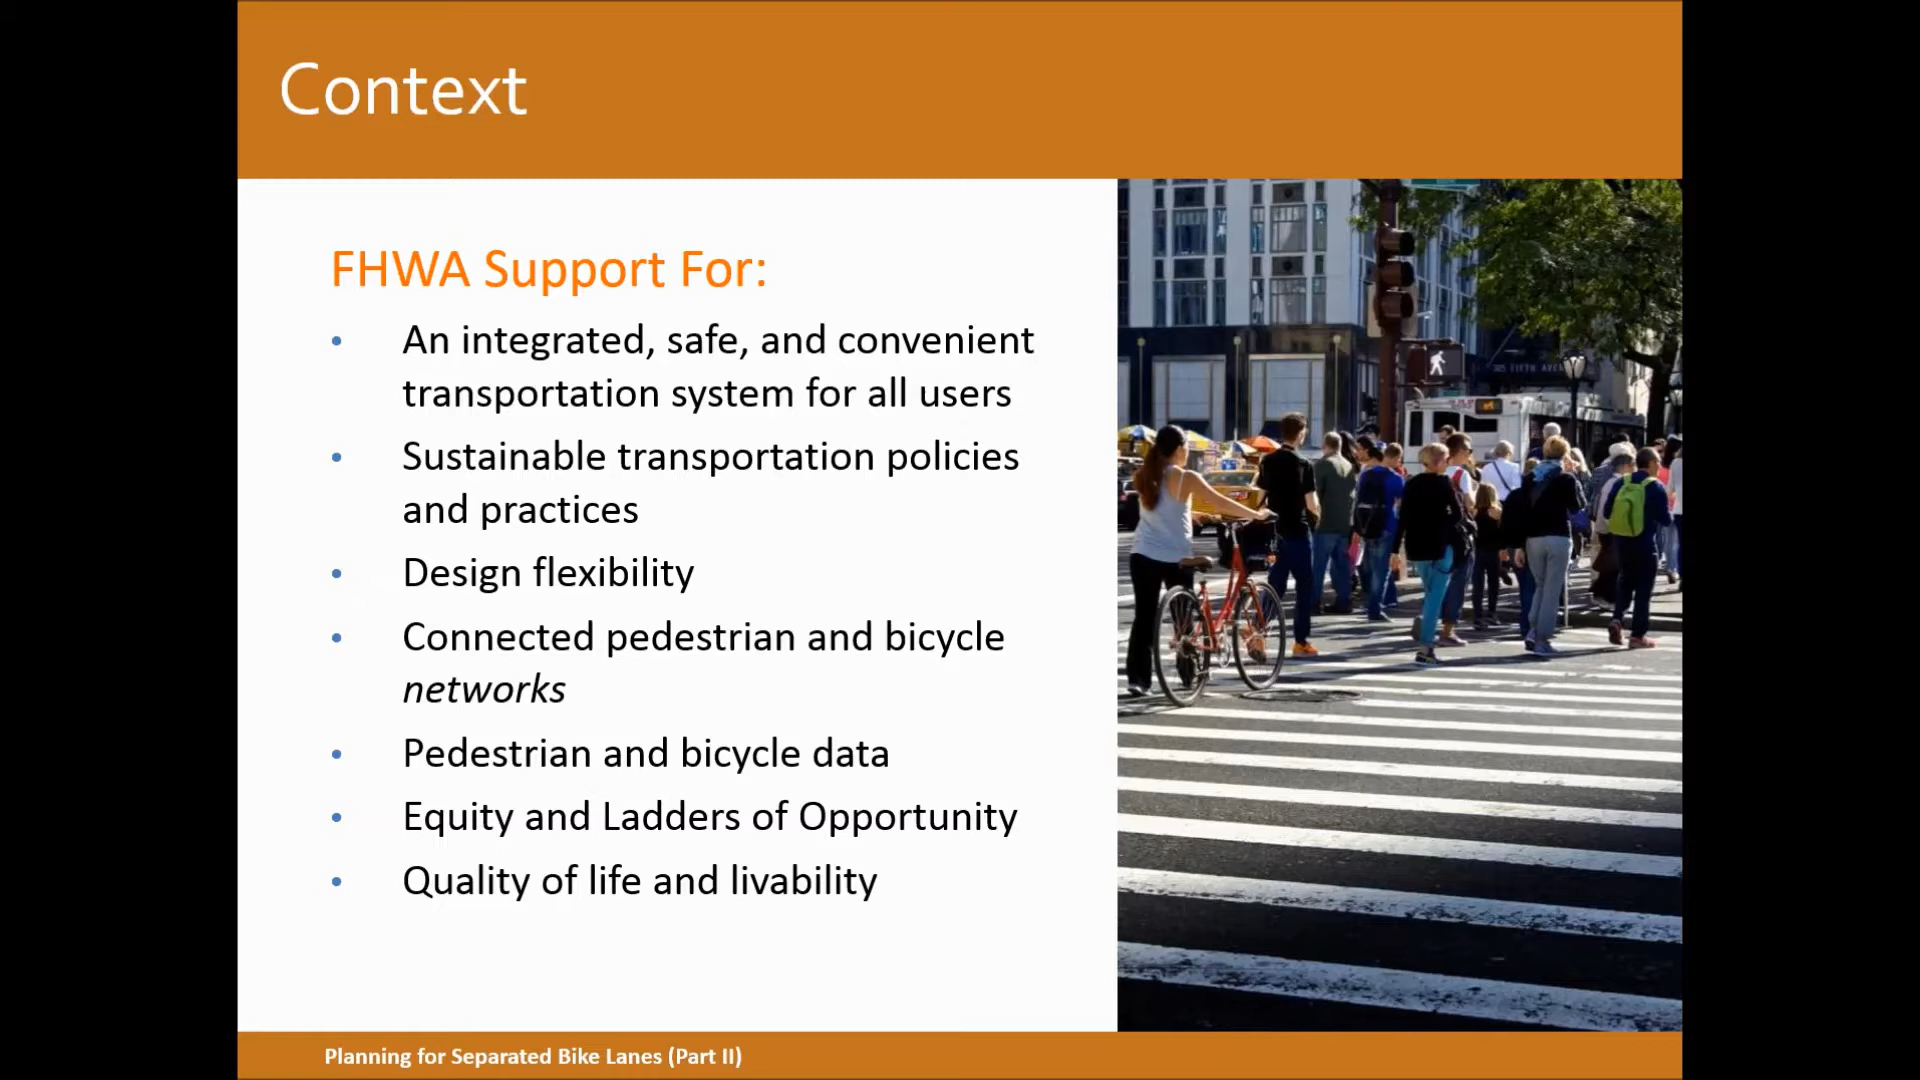 Context
FHWA Support For:
• An integrated, safe, and convenient
transportation system for all users
• Sustainable transportation policies
and practices
• Design flexibility
• Connected pedestrian and bicycle
networks
• Pedestrian and bicycle data
• Equity and Ladders of Opportunity
• Quality of life and livability
FIFTH AVE
Planning for Separated Bike Lanes (Part II)